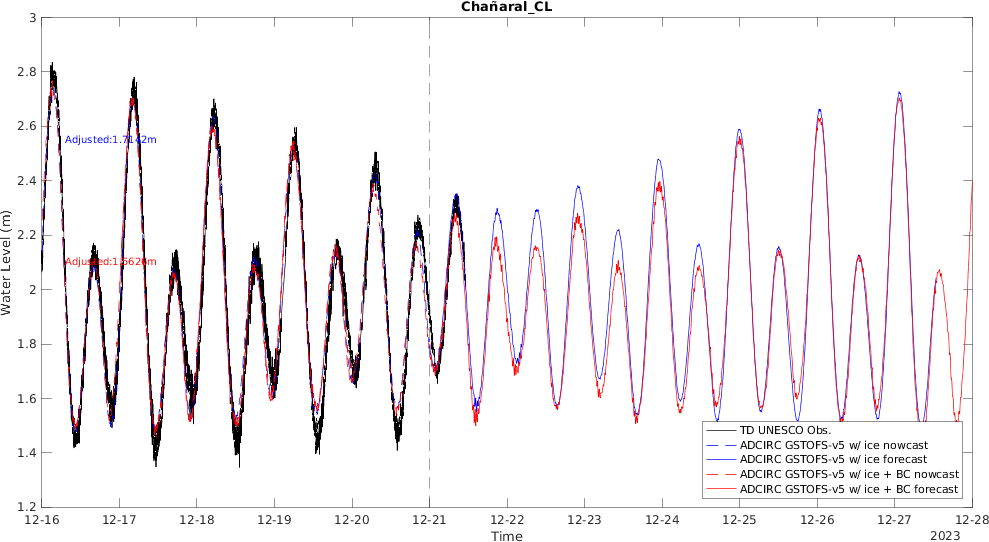 Chañaral_CL
3
2.8
2.6
2.4
2.2
2
1.8
1.6
1.4
1.2
Water Level (m)
Adjusted:1.7142m
Adjusted:1.6626m
TD UNESCO Obs.
ADCIRC GSTOFS-v5 w/ ice nowcast
ADCIRC GSTOFS-v5 w/ ice forecast
ADCIRC GSTOFS-v5 w/ ice + BC nowcast
ADCIRC GSTOFS-v5 w/ ice + BC forecast
12-16 12-17 12-18 12-19 12-20 12-21 12-22 12-23 12-24 12-25 12-26 12-27 12-28
Time
2023